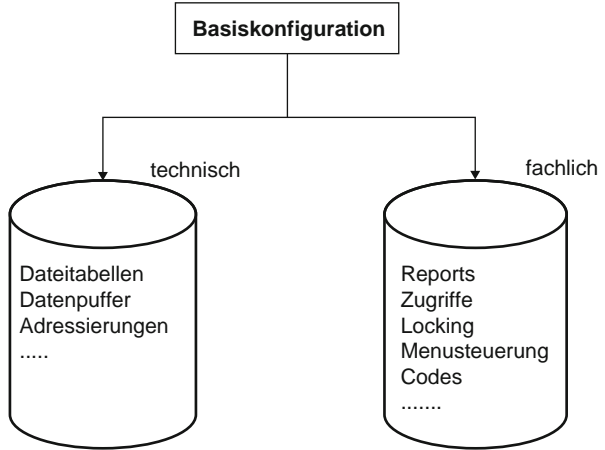 Basiskonfiguration
technisch
fachlich
Dateitabellen
Datenpuffer
Adressierungen
.....
Reports
Zugriffe
Locking
Menusteuerung
Codes
.......